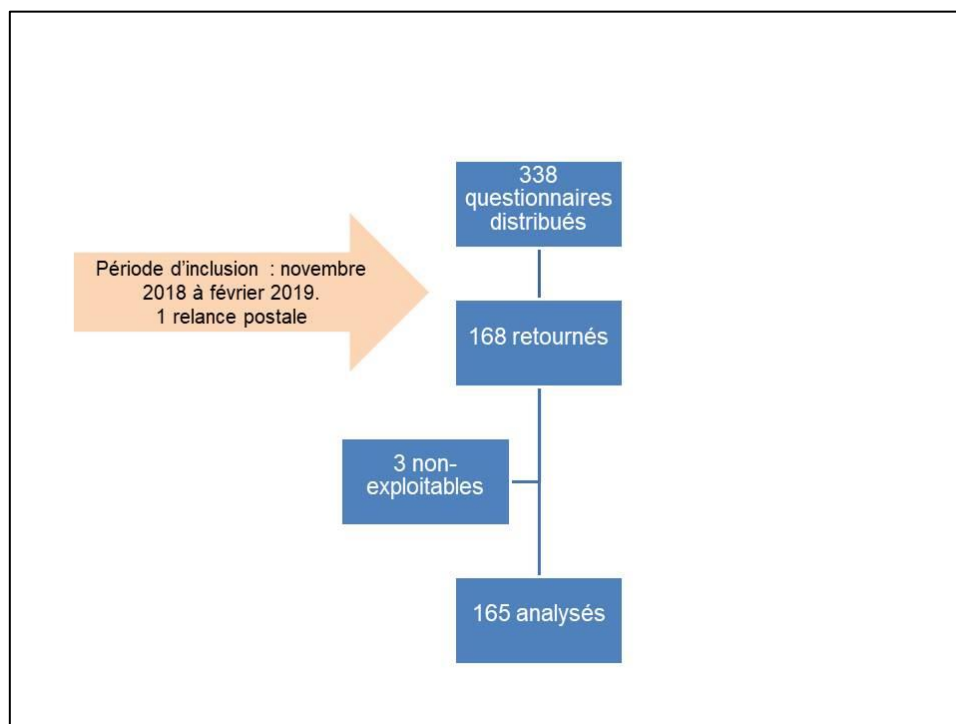 338
questionnaires
distribués
Période d'inclusion : novembre
2018 à février 2019.
1 relance postale
168 retournés
3 non-
exploitables
165 analysés